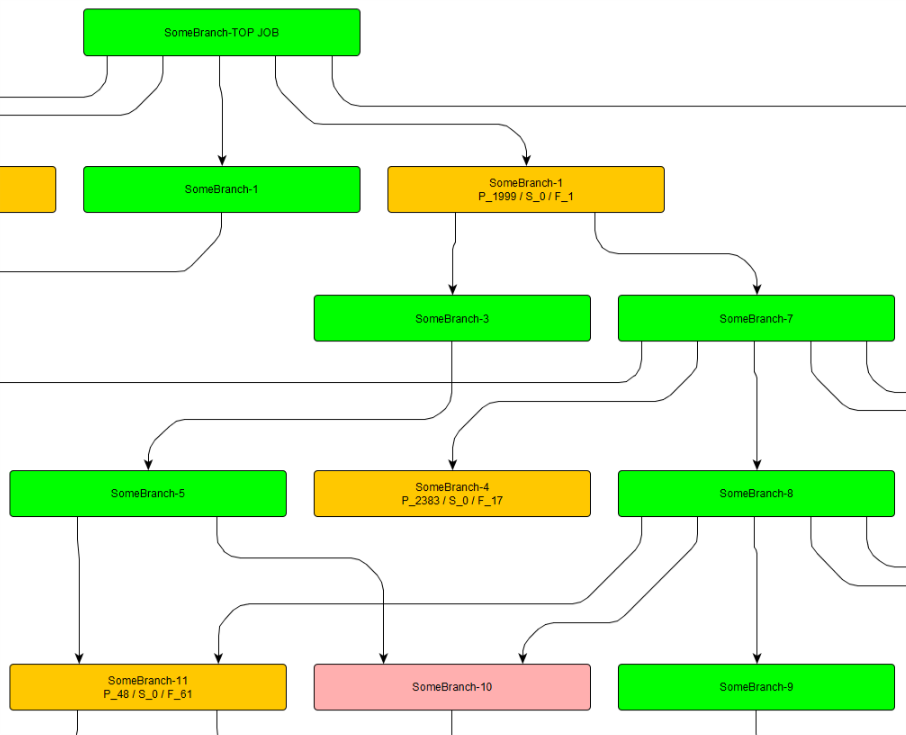 SomeBranch-TOP JOB
SomeBranch-1
SomeBranch-1
P_1999 / S_0 / F_1
SomeBranch-3
SomeBranch-7
SomeBranch-5
SomeBranch-4
P_2383 / S_0 / F_17
SomeBranch-8
SomeBranch-11
P_48 / S_0 / F_61
SomeBranch-10
SomeBranch-9